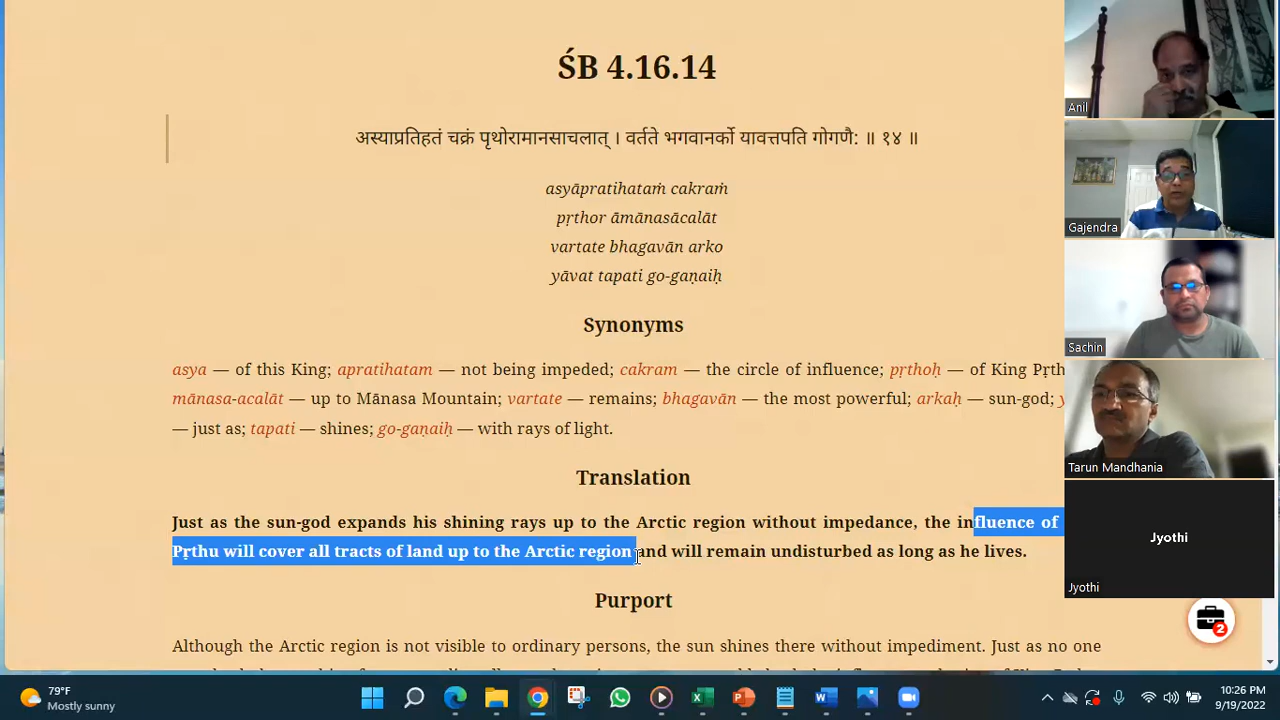 ŚB 4.16.14
अस्याप्रतिहतं चक्रं पृथोरामानसाचलात् । वर्तते भगवानर्को यावत्तपति गोगणै: ॥ १४ ॥
asyāpratihataṁ cakraṁ
pṛthor āmānasācalāt
vartate bhagavān arko
yāvat tapati go-gaṇaiḥ
Synonyms
asya — of this King; apratihatam — not being impeded; cakram — the circle of influence; pṛthoḥ — of King
mānasa-acalāt — up to Mānasa Mountain; vartate — remains; bhagavān — the most powerful; arkaḥ — sun-god;
— just as; tapati — shines; go-gaṇaiḥ — with rays of light.
Translation
Just as the sun-god expands his shining rays up to the Arctic region without impedance, the influence of
Pṛthu will cover all tracts of land up to the Arctic region and will remain undisturbed as long as he lives.
Purport
Although the Arctic region is not visible to ordinary persons, the sun shines there without impediment. Just as no one
Anil
Gajendra
Sachin
Tarun Mandhania
Jyothi
Jyothi
2
79°F
Mostly sunny
10:26 PM
9/19/2022